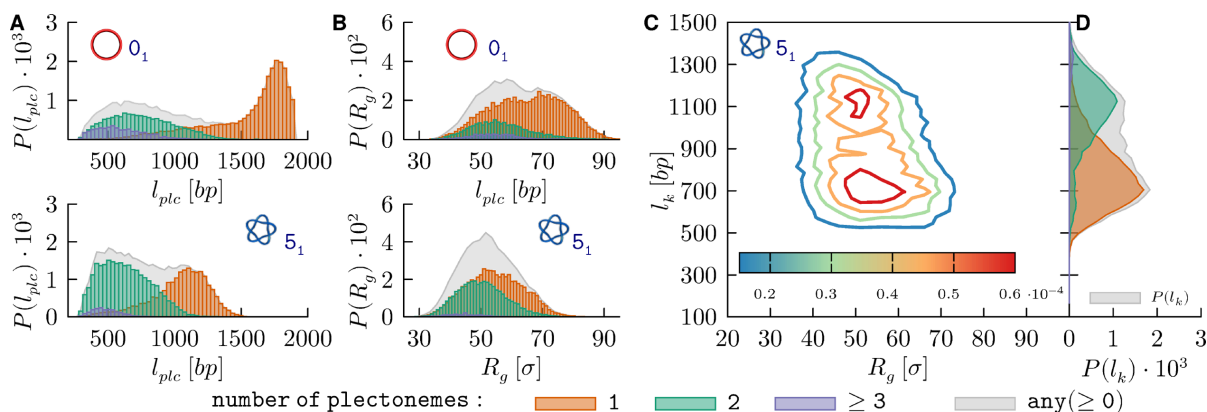 A
P(l_plc) · 10³
3
2
1
0
0₁
500 1000 1500 2000
l_plc [bp]
B
P(R_g) · 10²
6
4
2
0
0₁
30 50 70 90
l_plc [bp]
P(l_plc) · 10³
3
2
1
0
5₁
500 1000 1500 2000
l_plc [bp]
P(R_g) · 10²
6
4
2
0
5₁
30 50 70 90
R_g [σ]
C
l_k [bp]
1500
1300
1100
900
700
500
300
100
5₁
0.2 0.3 0.4 0.5 0.6 ·10⁻⁴
20 30 40 50 60 70 80 90
R_g [σ]
D
P(l_k)
0 1 2 3
P(l_k) · 10³
number of plectonemes : 1 2 ≥ 3 any(≥ 0)